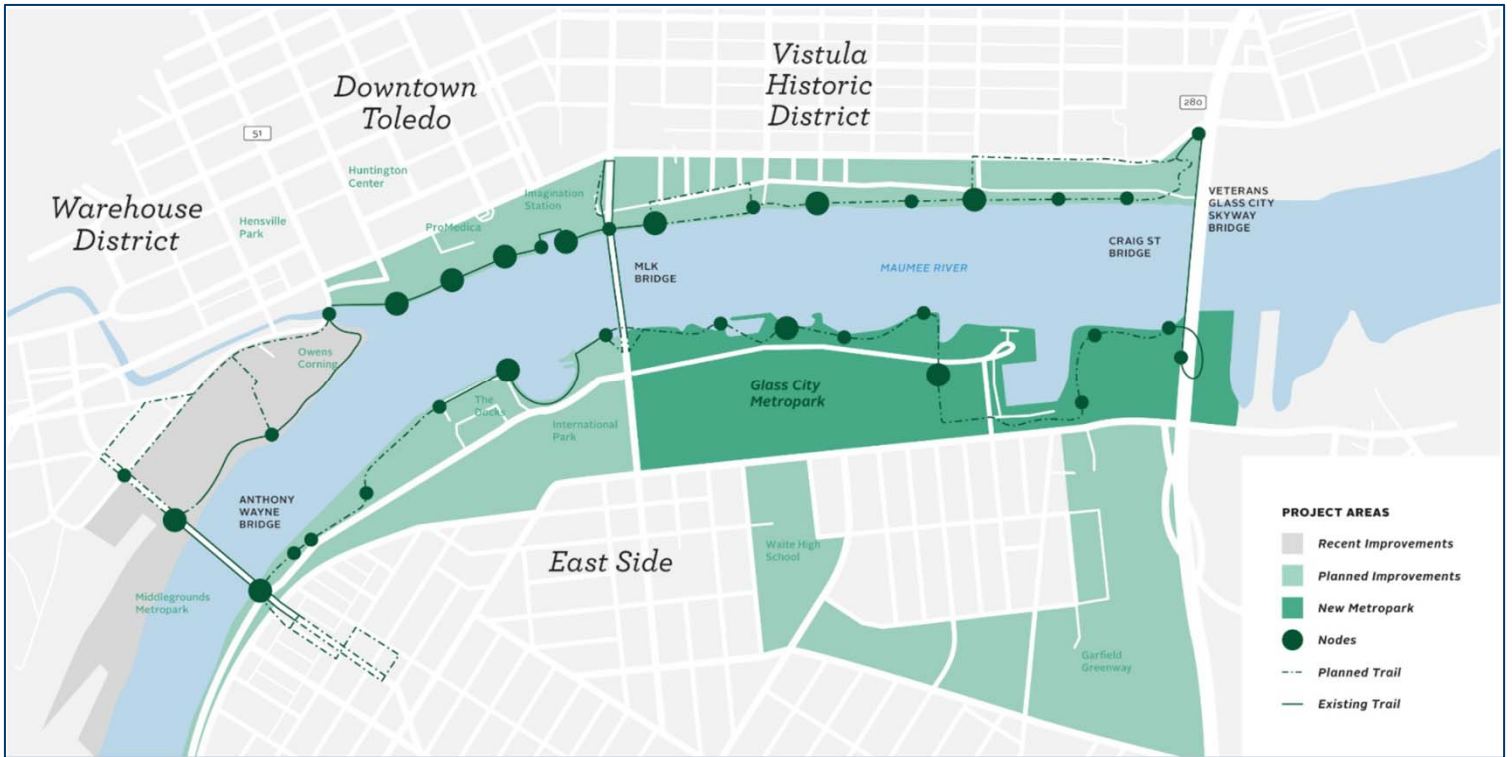 Vistula
Historic
District
Downtown
Toledo
280
51
Huntington
Center
Imagination
Station
VETERANS
GLASS CITY
SKYWAY
BRIDGE
Warehouse
District
Hensville
Park
ProMedica
CRAIG ST
BRIDGE
MLK
BRIDGE
MAUMEE RIVER
Owens
Corning
Glass City
Metropark
The
Docks
International
Park
ANTHONY
WAYNE
BRIDGE
East Side
Waite High
School
Middlegrounds
Metropark
Garfield
Greenway
PROJECT AREAS
Recent Improvements
Planned Improvements
New Metropark
Nodes
Planned Trail
Existing Trail